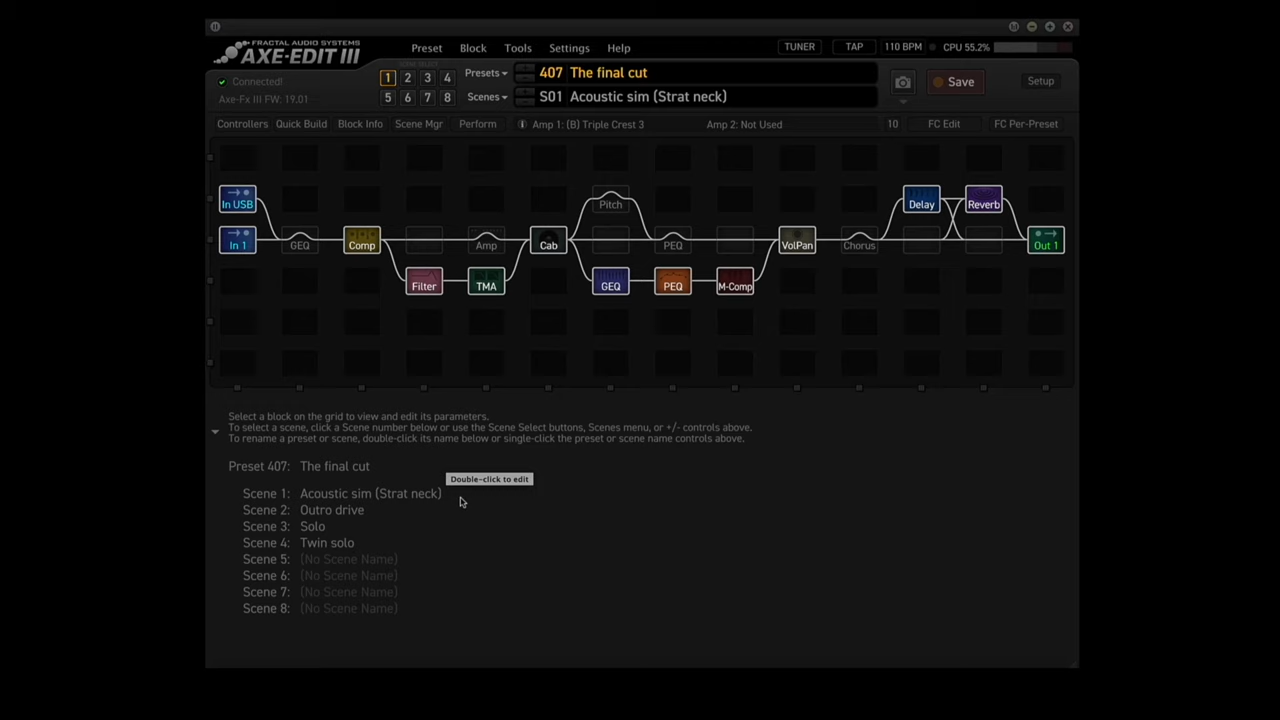 FRACTAL AUDIO SYSTEMS
AXE-EDIT III
Preset Block Tools Settings Help
TUNER TAP 110 BPM CPU 55.2%
Connected!
Axe-Fx III FW: 19.01
SCENE SELECT
1 2 3 4
5 6 7 8
Presets 407 The final cut
Scenes S01 Acoustic sim (Strat neck)
Save
Setup
Controllers Quick Build Block Info Scene Mgr Perform
Amp 1: (B) Triple Crest 3 Amp 2: Not Used 10 FC Edit FC Per-Preset
In USB Pitch Delay Reverb
In 1 GEQ Comp Amp Cab PEQ VolPan Chorus Out 1
Filter TMA GEQ PEQ M-Comp
Select a block on the grid to view and edit its parameters.
To select a scene, click a Scene number below or use the Scene Select buttons, Scenes menu, or +/- controls above.
To rename a preset or scene, double-click its name below or single-click the preset or scene name controls above.
Preset 407: The final cut
Double-click to edit
Scene 1: Acoustic sim (Strat neck)
Scene 2: Outro drive
Scene 3: Solo
Scene 4: Twin solo
Scene 5: (No Scene Name)
Scene 6: (No Scene Name)
Scene 7: (No Scene Name)
Scene 8: (No Scene Name)